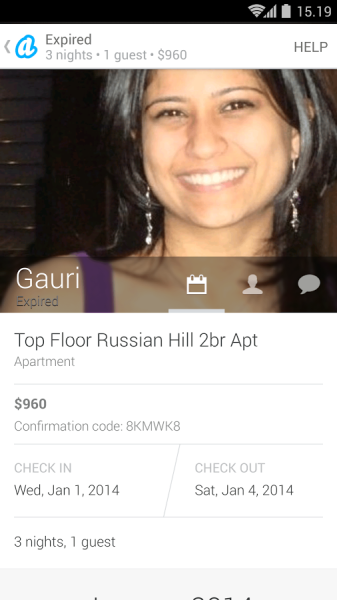 15.19
Expired
3 nights • 1 guest • $960
HELP
Gauri
Expired
Top Floor Russian Hill 2br Apt
Apartment
$960
Confirmation code: 8KMWK8
CHECK IN
CHECK OUT
Wed, Jan 1, 2014
Sat, Jan 4, 2014
3 nights, 1 guest